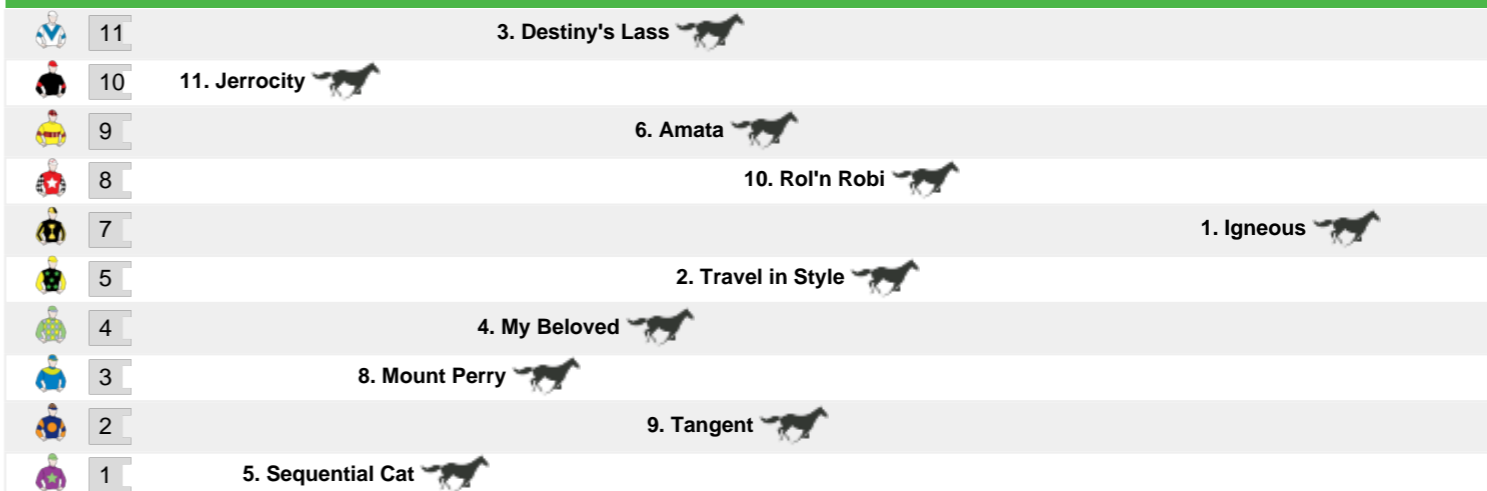 11 3. Destiny's Lass
10 11. Jerrocity
9 6. Amata
8 10. Rol'n Robi
7 1. Igneous
5 2. Travel in Style
4 4. My Beloved
3 8. Mount Perry
2 9. Tangent
1 5. Sequential Cat